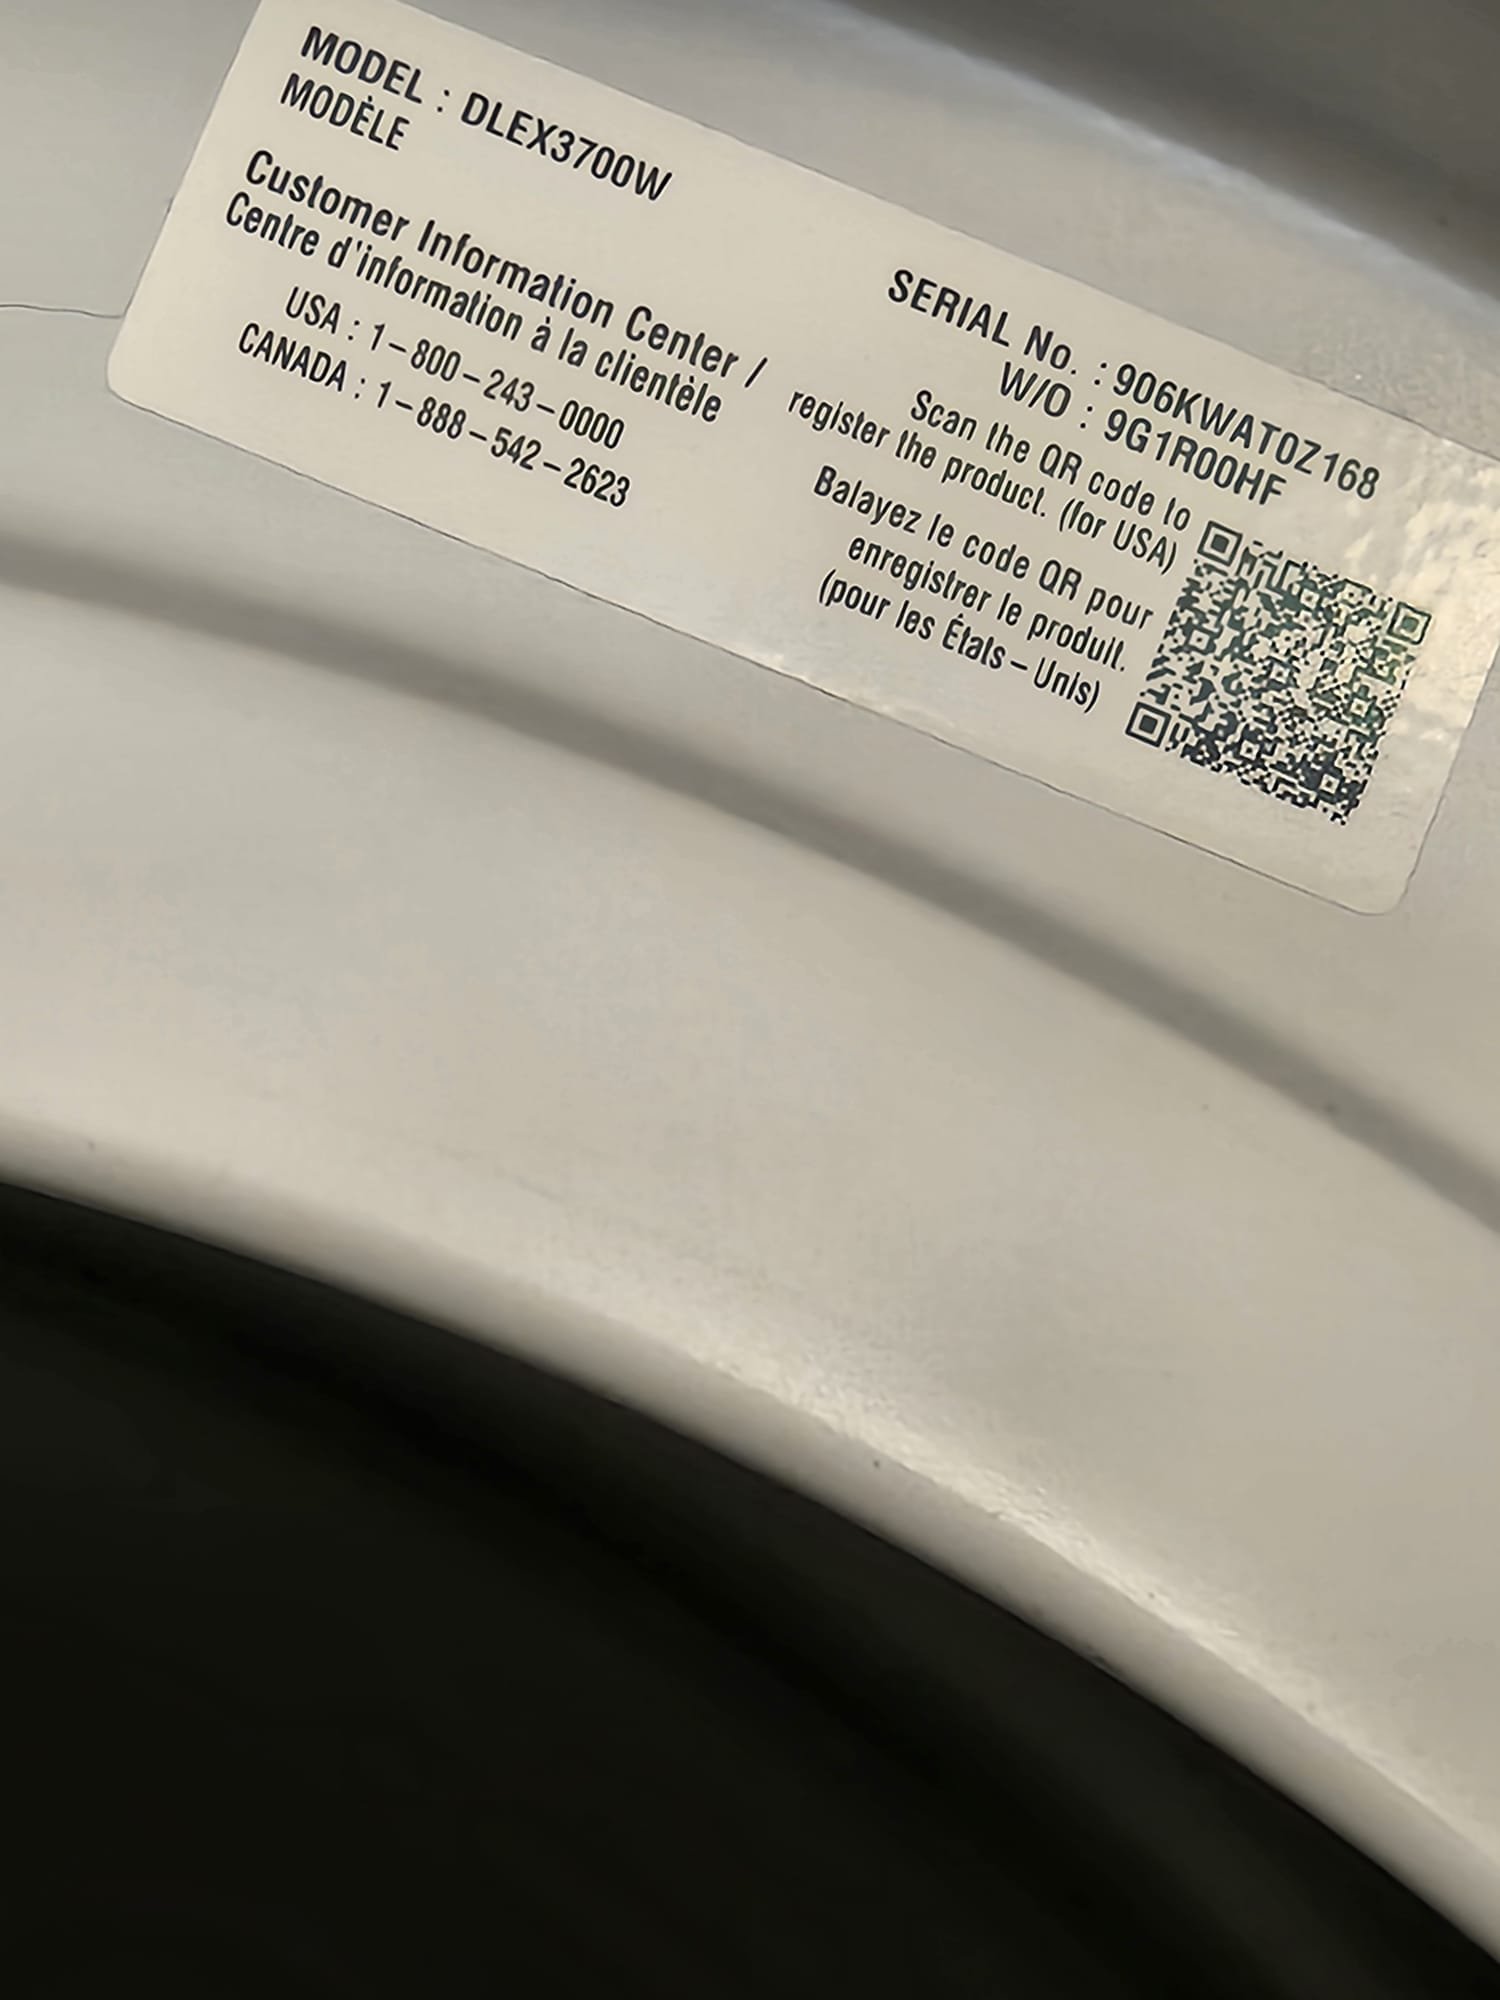 MODEL : DLEX3700W
MODÈLE
Customer Information Center /
Centre d'information à la clientèle
USA : 1-800-243-0000
CANADA : 1-888-542-2623
SERIAL No. : 906KWAT0Z168
W/O : 9G1R00HF
Scan the QR code to
register the product. (for USA)
Balayez le code QR pour
enregistrer le produit.
(pour les États-Unis)